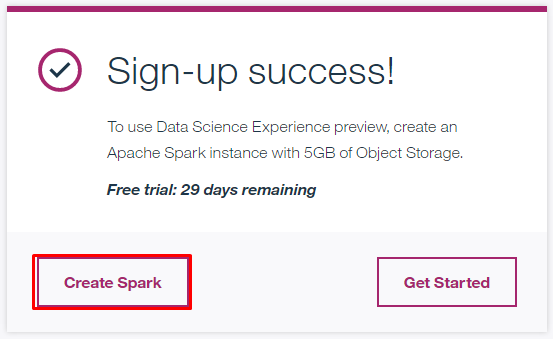 Sign-up success!
To use Data Science Experience preview, create an
Apache Spark instance with 5GB of Object Storage.
Free trial: 29 days remaining
Create Spark
Get Started